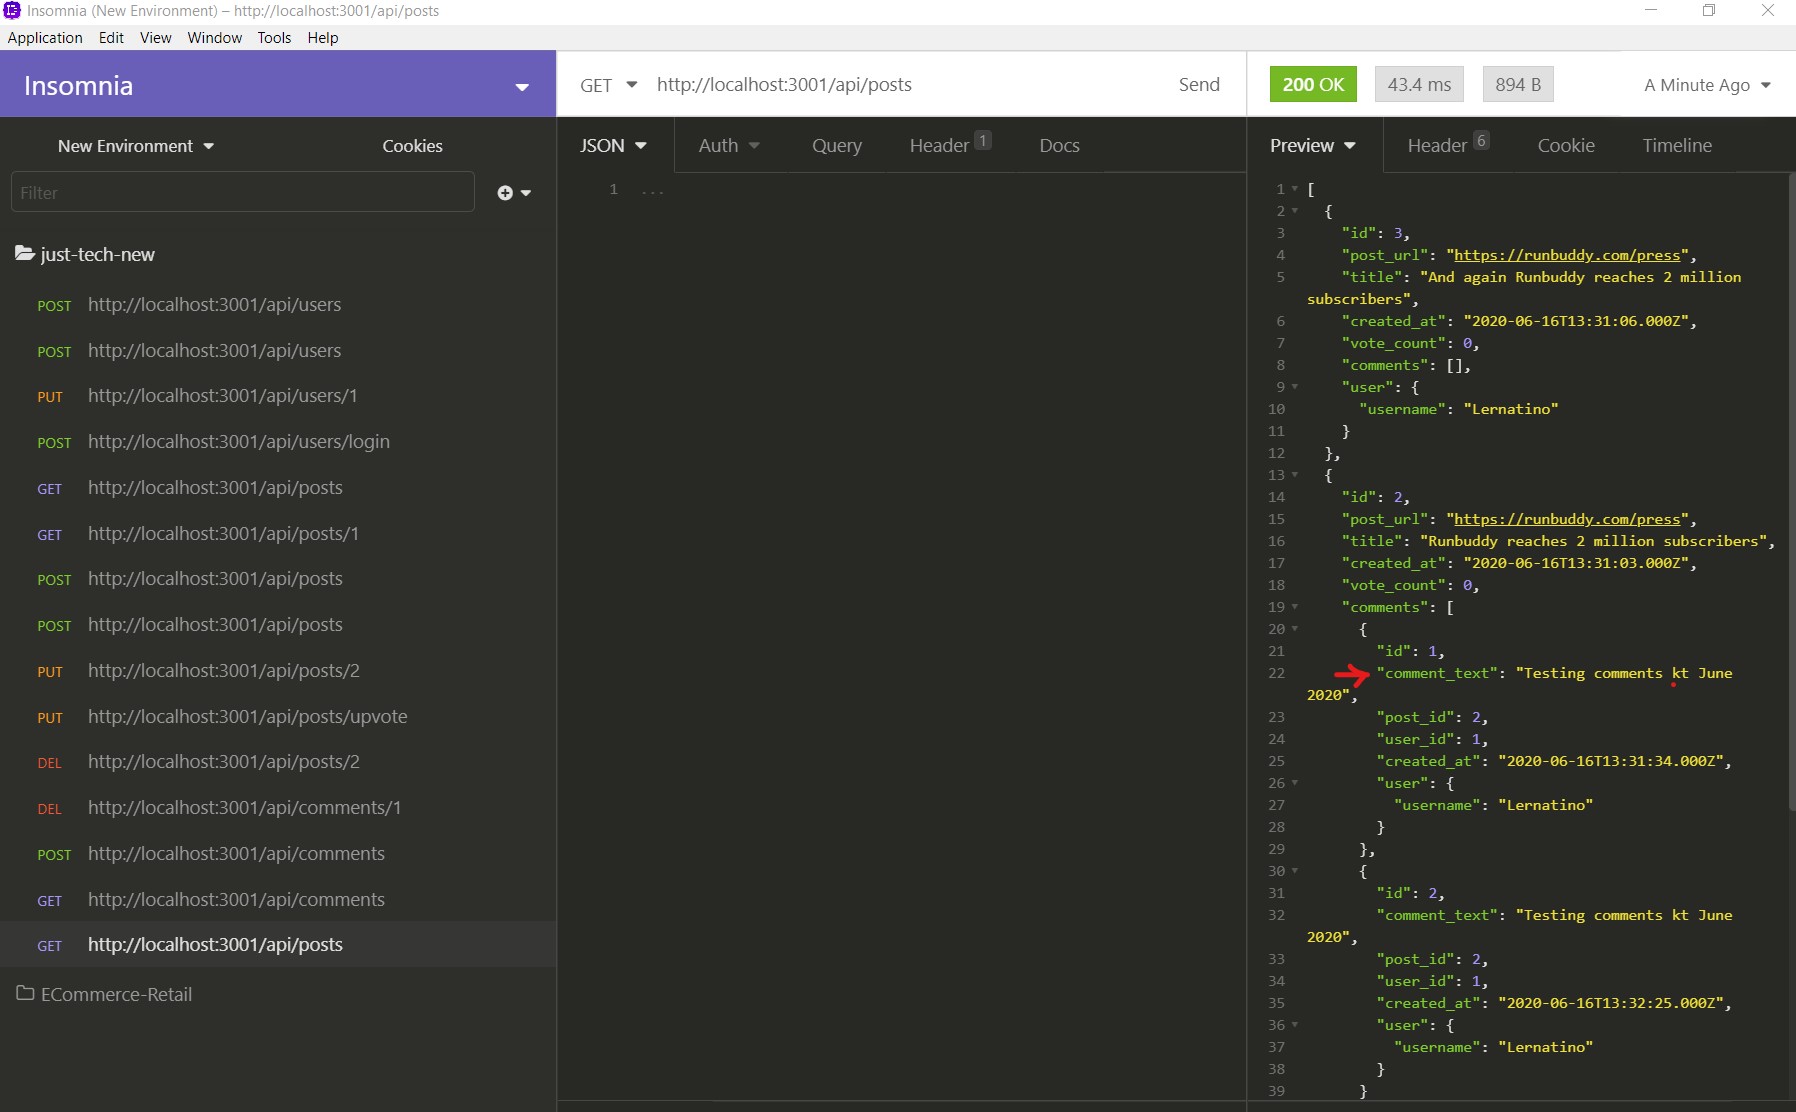 Insomnia (New Environment) – http://localhost:3001/api/posts
Application Edit View Window Tools Help
Insomnia
New Environment Cookies
Filter
just-tech-new
POST http://localhost:3001/api/users
POST http://localhost:3001/api/users
PUT http://localhost:3001/api/users/1
POST http://localhost:3001/api/users/login
GET http://localhost:3001/api/posts
GET http://localhost:3001/api/posts/1
POST http://localhost:3001/api/posts
POST http://localhost:3001/api/posts
PUT http://localhost:3001/api/posts/2
PUT http://localhost:3001/api/posts/upvote
DEL http://localhost:3001/api/posts/2
DEL http://localhost:3001/api/comments/1
POST http://localhost:3001/api/comments
GET http://localhost:3001/api/comments
GET http://localhost:3001/api/posts
ECommerce-Retail
GET http://localhost:3001/api/posts Send
JSON Auth Query Header 1 Docs
1 ...
200 OK 43.4 ms 894 B A Minute Ago
Preview Header 6 Cookie Timeline
1 [
2 {
3 "id": 3,
4 "post_url": "https://runbuddy.com/press",
5 "title": "And again Runbuddy reaches 2 million
subscribers",
6 "created_at": "2020-06-16T13:31:06.000Z",
7 "vote_count": 0,
8 "comments": [],
9 "user": {
10 "username": "Lernatino"
11 }
12 },
13 {
14 "id": 2,
15 "post_url": "https://runbuddy.com/press",
16 "title": "Runbuddy reaches 2 million subscribers",
17 "created_at": "2020-06-16T13:31:03.000Z",
18 "vote_count": 0,
19 "comments": [
20 {
21 "id": 1,
22 "comment_text": "Testing comments kt June
2020",
23 "post_id": 2,
24 "user_id": 1,
25 "created_at": "2020-06-16T13:31:34.000Z",
26 "user": {
27 "username": "Lernatino"
28 }
29 },
30 {
31 "id": 2,
32 "comment_text": "Testing comments kt June
2020",
33 "post_id": 2,
34 "user_id": 1,
35 "created_at": "2020-06-16T13:32:25.000Z",
36 "user": {
37 "username": "Lernatino"
38 }
39 }